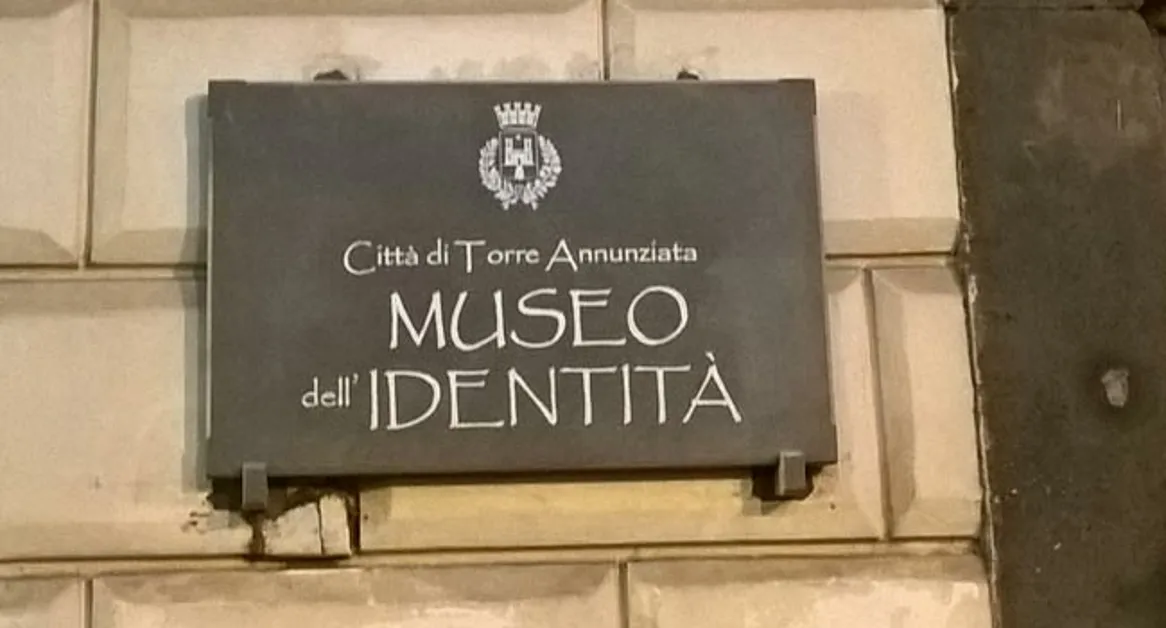 Città di Torre Annunziata
MUSEO
dell'IDENTITÀ